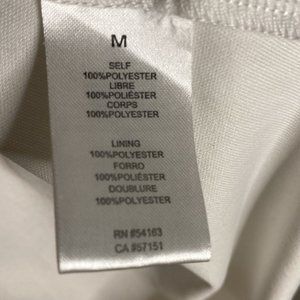 M
SELF
100%POLYESTER
LIBRE
100%POLIÉSTER
CORPS
100%POLYESTER
LINING
100%POLYESTER
FORRO
100%POLIÉSTER
DOUBLURE
100%POLYESTER
RN #54163
CA #57151